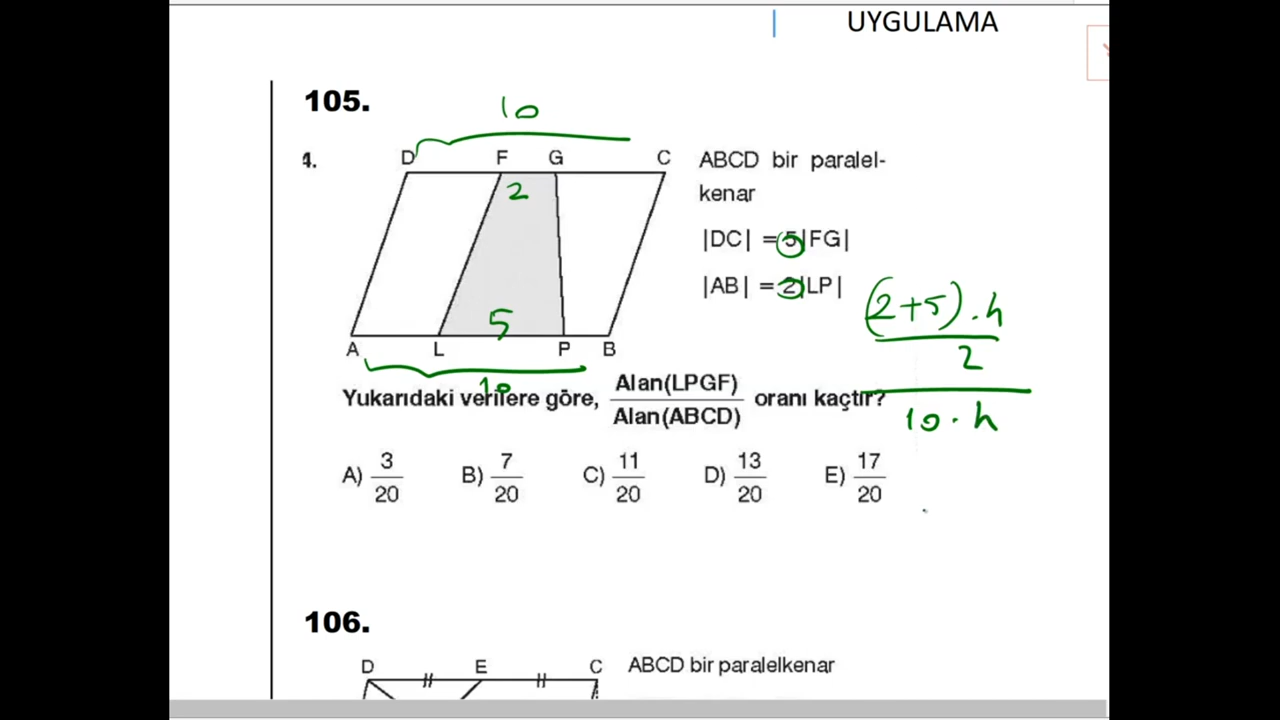 UYGULAMA
105.
10
4.
D F G C
2
5
A L P B
10
ABCD bir paralel-
kenar
|DC| = 5|FG|
|AB| = 2|LP|
(2+5).h
2
10.h
Yukarıdaki verilere göre, Alan(LPGF) / Alan(ABCD) oranı kaçtır?
A) 3/20 B) 7/20 C) 11/20 D) 13/20 E) 17/20
106.
D E C
ABCD bir paralelkenar